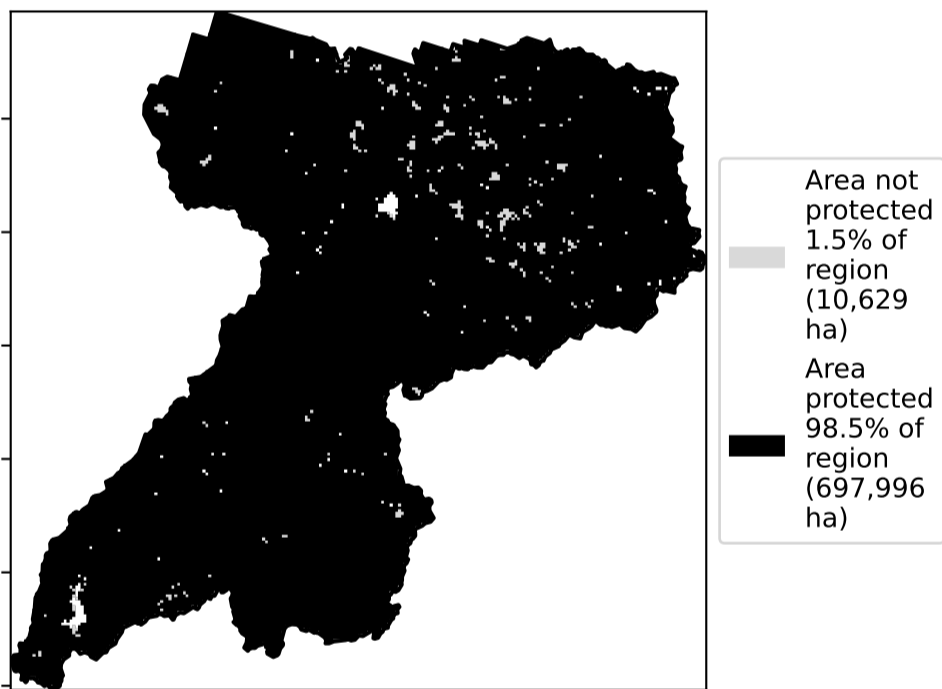 Area not
protected
1.5% of
region
(10,629
ha)
Area
protected
98.5% of
region
(697,996
ha)